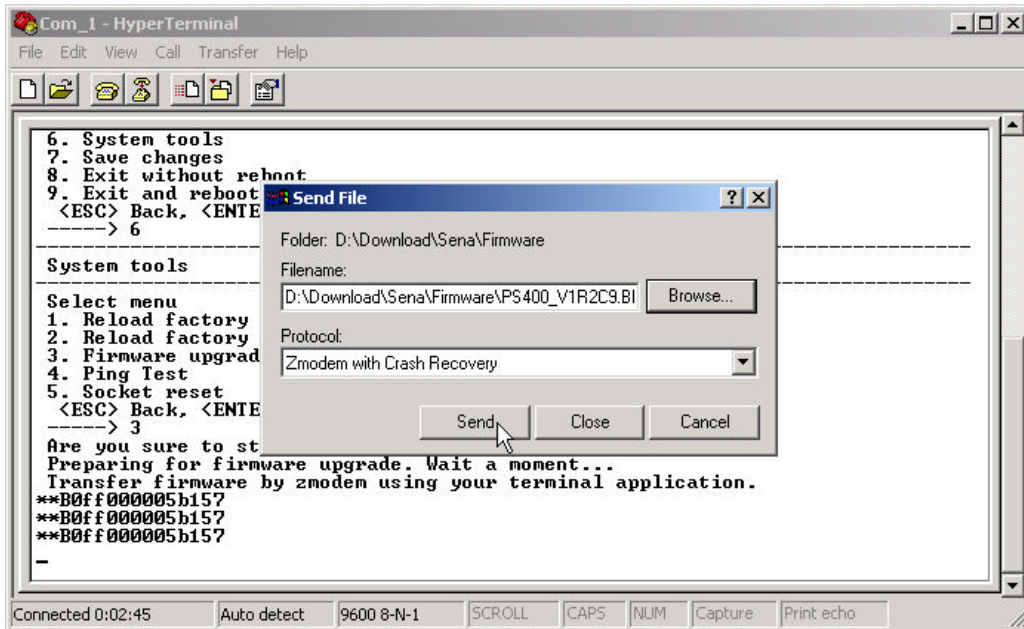 Com_1 - HyperTerminal
File Edit View Call Transfer Help
6. System tools
7. Save changes
8. Exit without reboot
9. Exit and reboot
<ESC> Back, <ENTE
-----> 6
System tools
Select menu
1. Reload factory
2. Reload factory
3. Firmware upgrad
4. Ping Test
5. Socket reset
<ESC> Back, <ENTE
-----> 3
Are you sure to st
Preparing for firmware upgrade. Wait a moment...
Transfer firmware by zmodem using your terminal application.
**B0ff000005b157
**B0ff000005b157
**B0ff000005b157
Send File
Folder: D:\Download\Sena\Firmware
Filename:
D:\Download\Sena\Firmware\PS400_V1R2C9.BI
Browse...
Protocol:
Zmodem with Crash Recovery
Send Close Cancel
Connected 0:02:45 Auto detect 9600 8-N-1 SCROLL CAPS NUM Capture Print echo